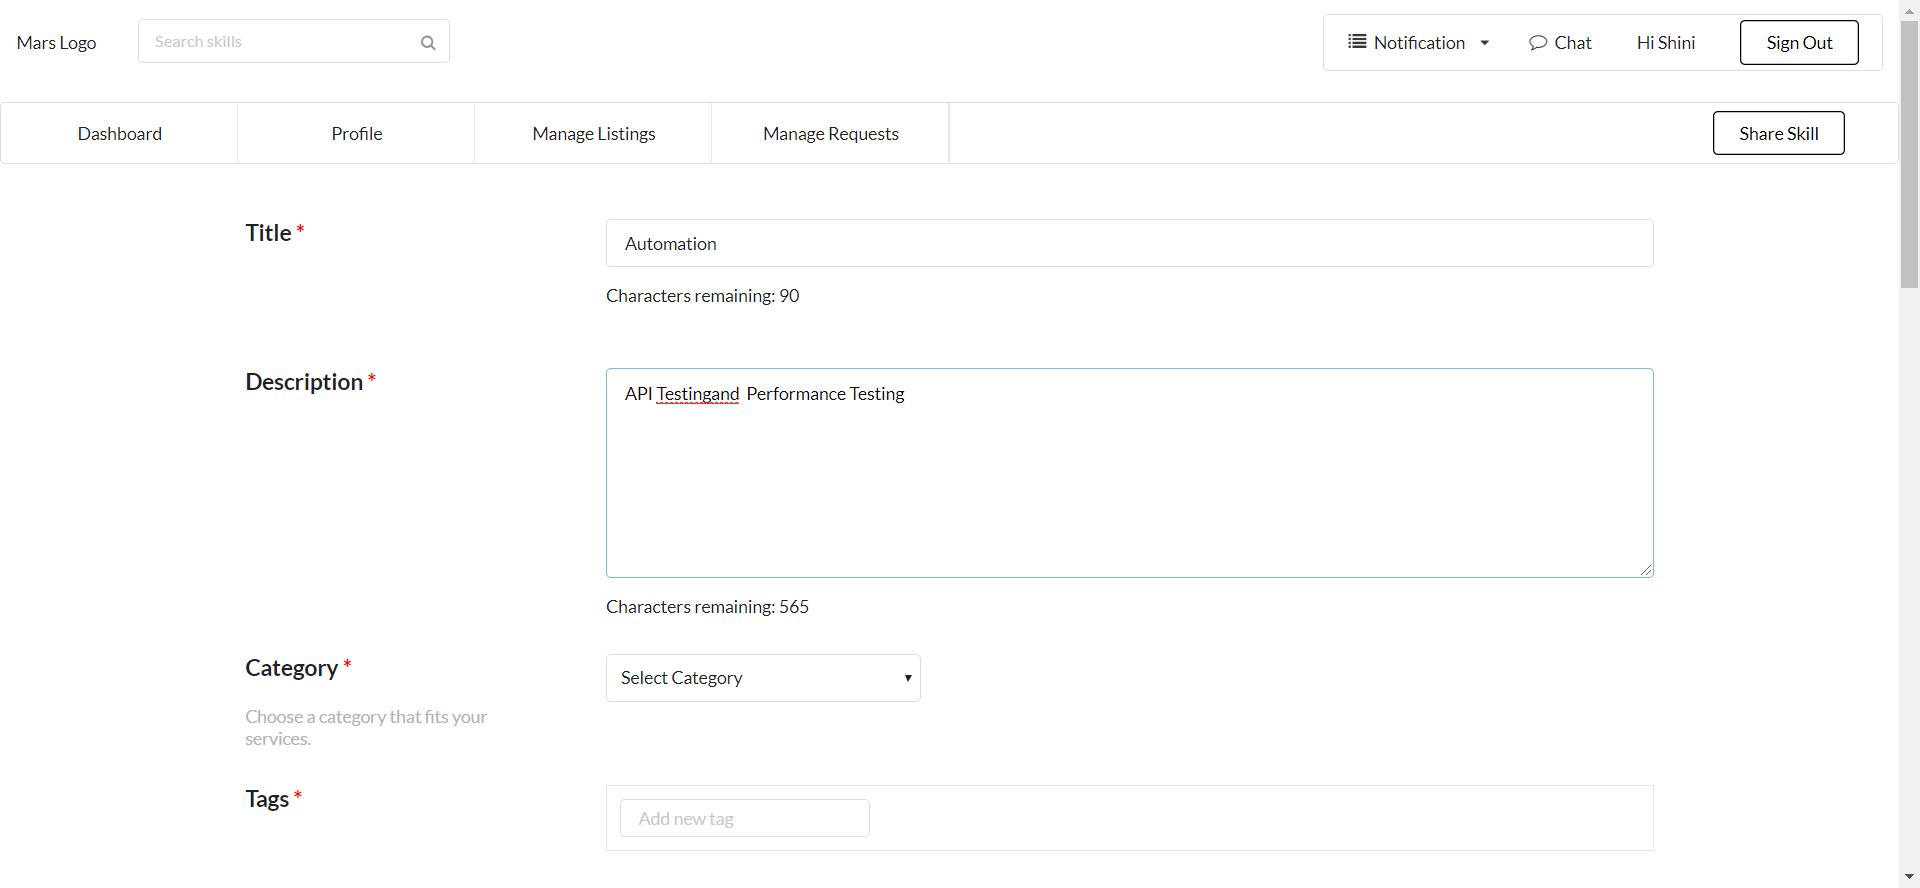 Mars Logo
Search skills
Notification
Chat
Hi Shini
Sign Out
Dashboard
Profile
Manage Listings
Manage Requests
Share Skill
Title *
Automation
Characters remaining: 90
Description *
API Testingand  Performance Testing
Characters remaining: 565
Category *
Select Category
Choose a category that fits your
services.
Tags *
Add new tag